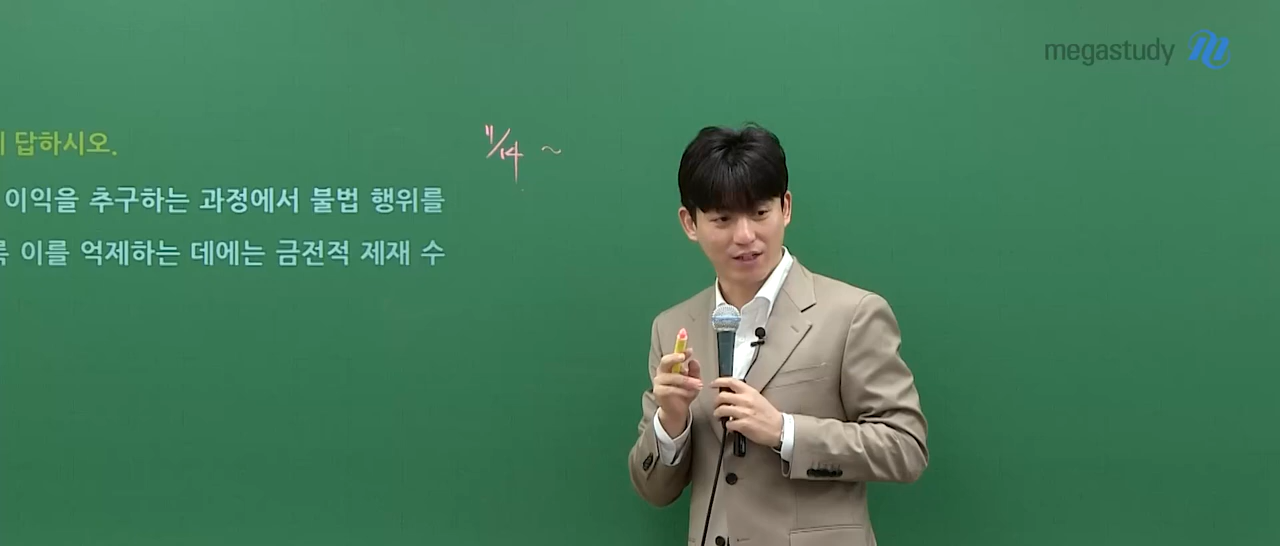 megastudy
11/14 ~
답하시오.
이익을 추구하는 과정에서 불법 행위를
이를 억제하는 데에는 금전적 제재 수